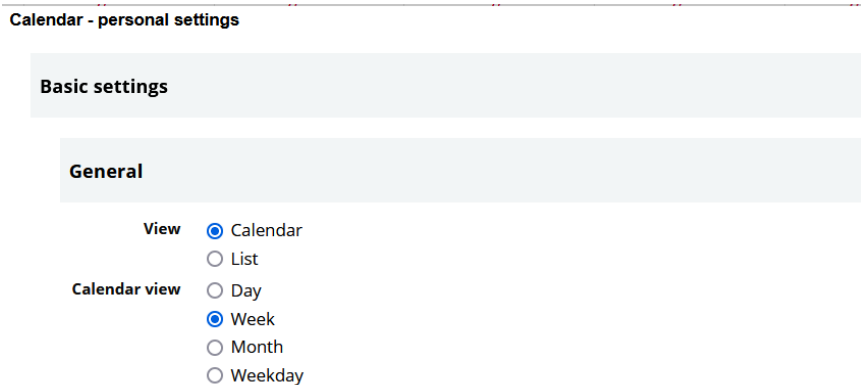 Calendar - personal settings
Basic settings
General
View Calendar
List
Calendar view Day
Week
Month
Weekday